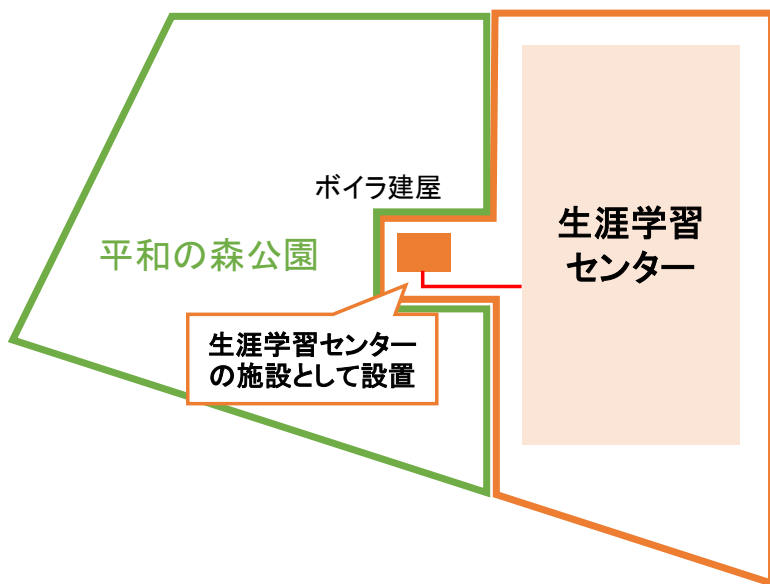 ボイラ建屋
平和の森公園
生涯学習
センター
生涯学習センター
の施設として設置